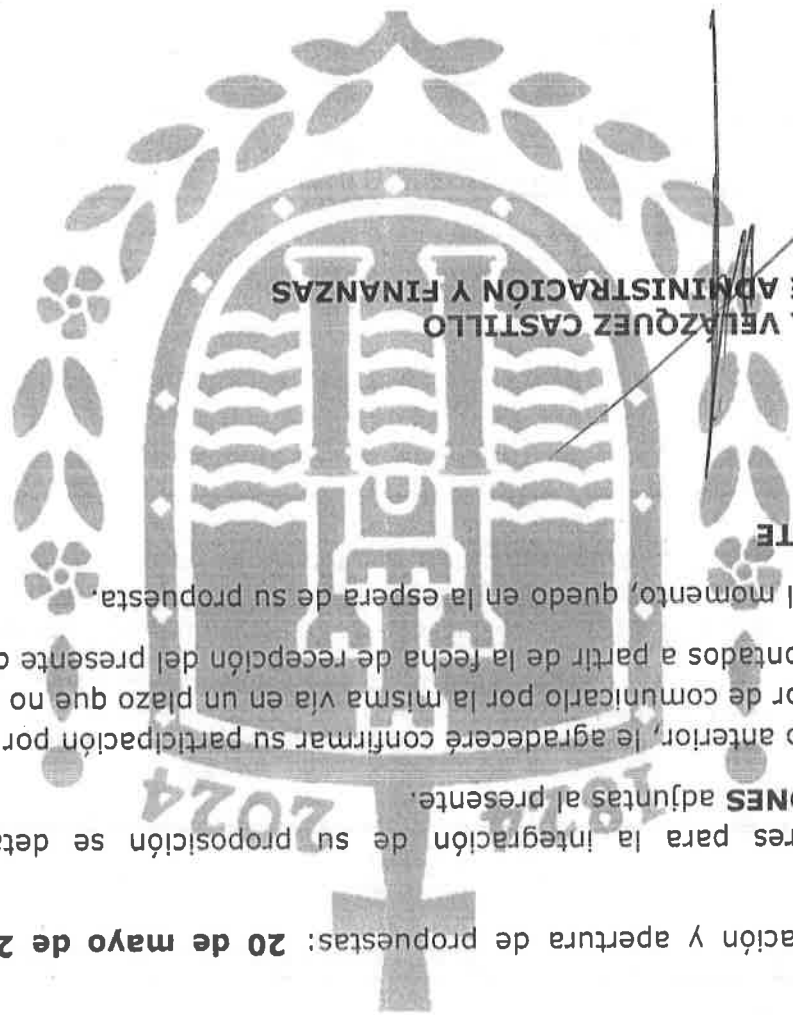 ación y apertura de propuestas: 20 de mayo de 2
res para la integración de su proposición se deta
NES adjuntas al presente.
1824 2024
o anterior, le agradeceré confirmar su participación por
or de comunicarlo por la misma vía en un plazo que no
ontados a partir de la fecha de recepción del presente
l momento, quedo en la espera de su propuesta.
TE
VELÁZQUEZ CASTILLO
E ADMINISTRACIÓN Y FINANZAS